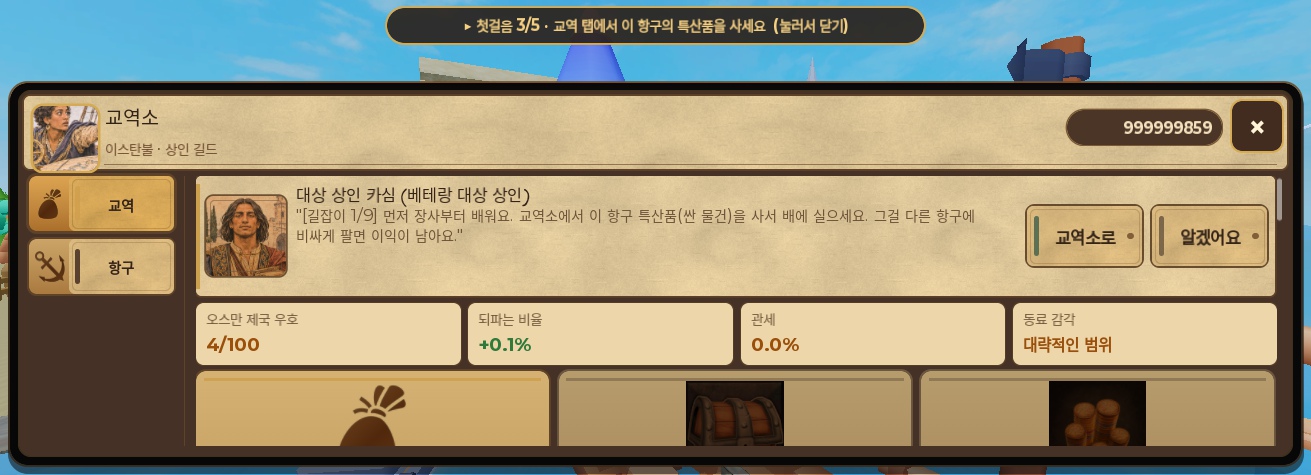 ▸ 첫걸음 3/5 · 교역 탭에서 이 항구의 특산품을 사세요 (눌러서 닫기)
교역소
이스탄불 · 상인 길드
999999859
×
교역
항구
대상 상인 카심 (베테랑 대상 상인)
"[길잡이 1/9] 먼저 장사부터 배워요. 교역소에서 이 항구 특산품(싼 물건)을 사서 배에 실으세요. 그걸 다른 항구에
비싸게 팔면 이익이 남아요."
교역소로
알겠어요
오스만 제국 우호
4/100
되파는 비율
+0.1%
관세
0.0%
동료 감각
대략적인 범위